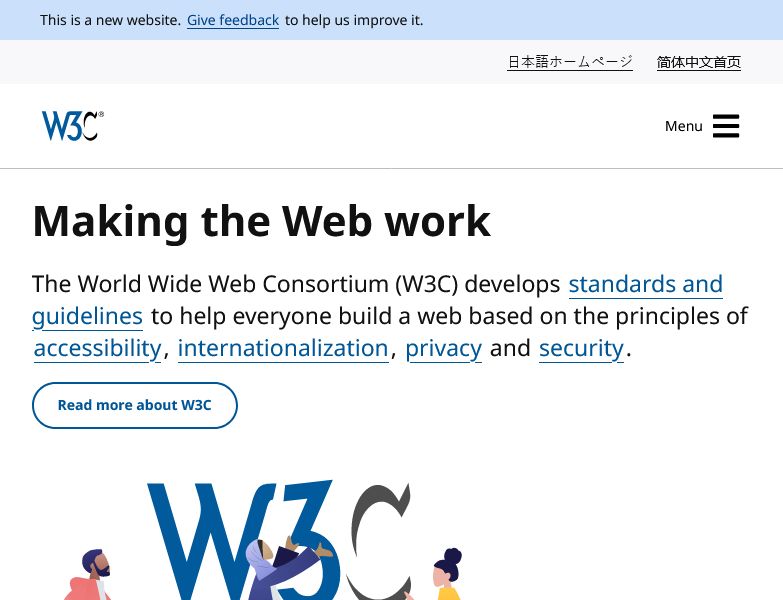 This is a new website. Give feedback to help us improve it.
日本語ホームページ 简体中文首页
W3C®
Menu
Making the Web work
The World Wide Web Consortium (W3C) develops standards and
guidelines to help everyone build a web based on the principles of
accessibility, internationalization, privacy and security.
Read more about W3C
W3C